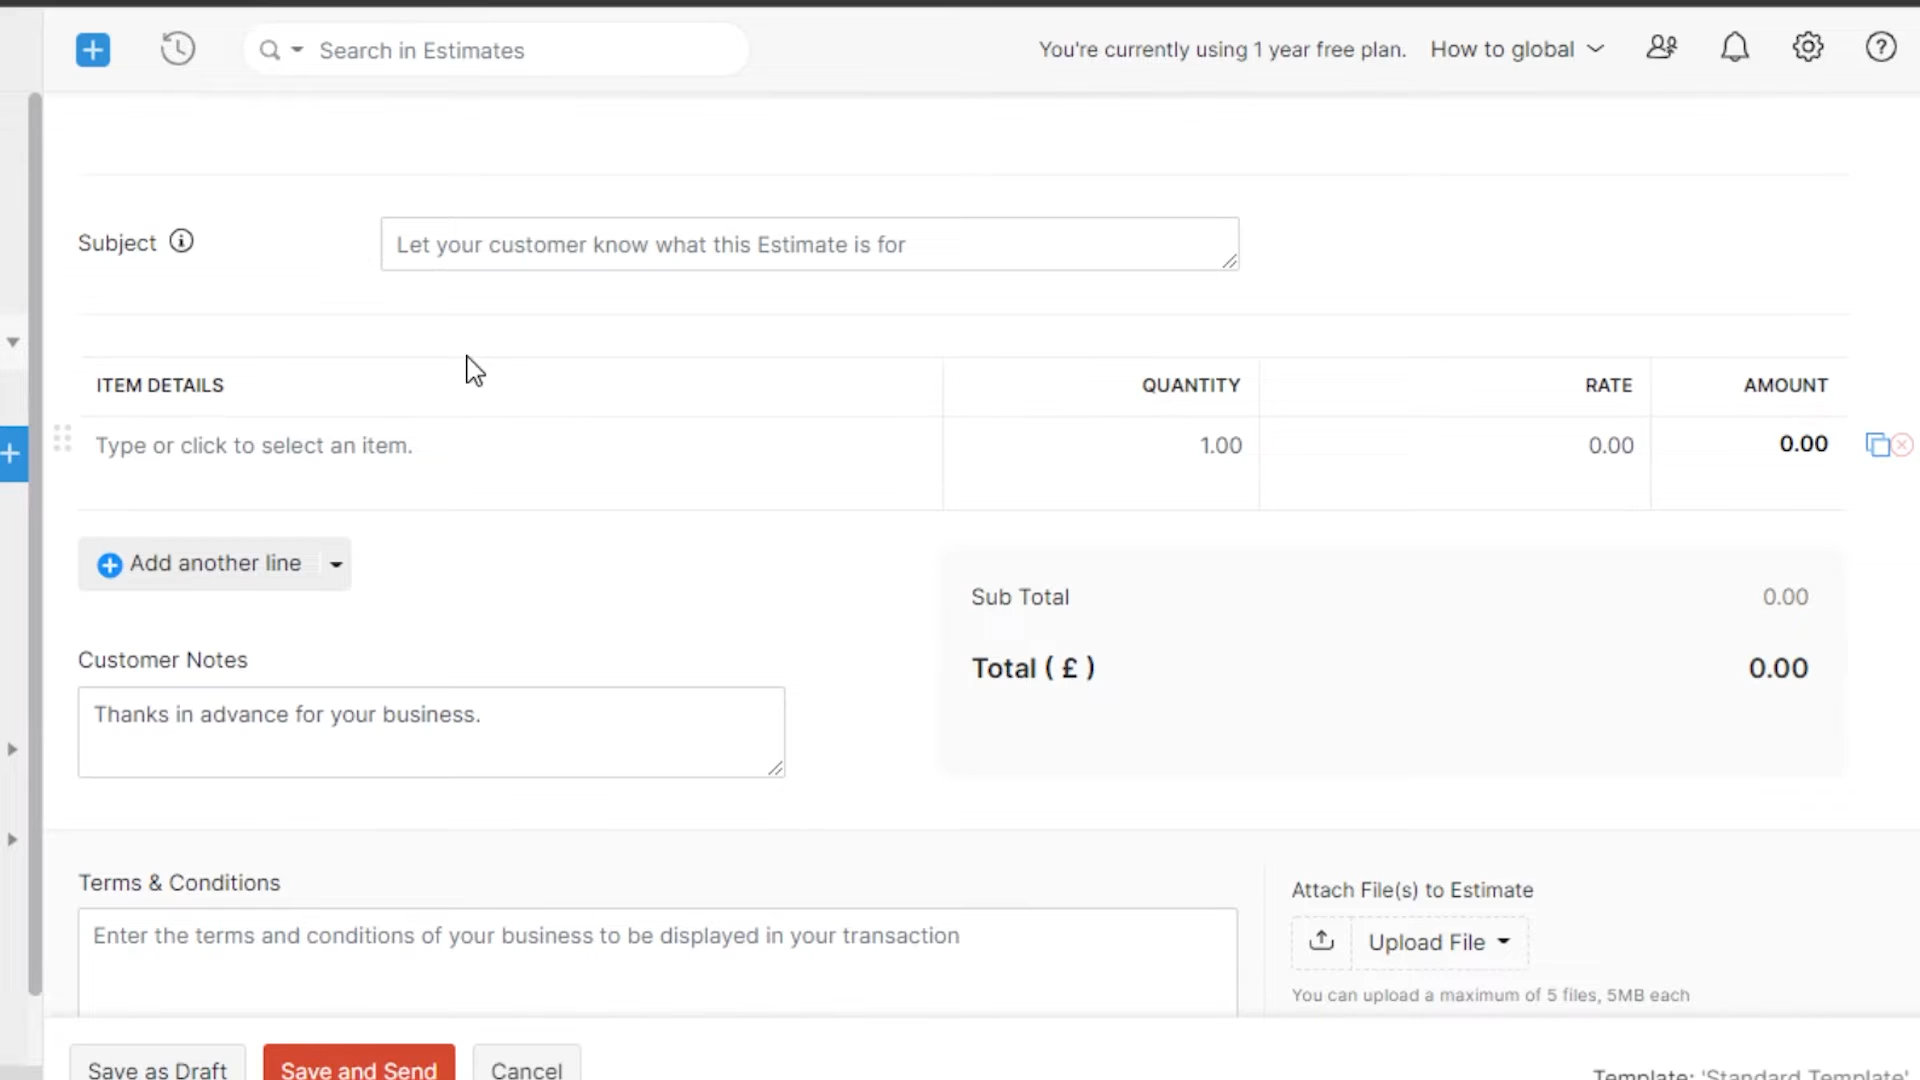 Search in Estimates
You're currently using 1 year free plan. How to global
Subject
Let your customer know what this Estimate is for
ITEM DETAILS QUANTITY RATE AMOUNT
Type or click to select an item. 1.00 0.00 0.00
Add another line
Sub Total 0.00
Total ( £ ) 0.00
Customer Notes
Thanks in advance for your business.
Terms & Conditions
Enter the terms and conditions of your business to be displayed in your transaction
Attach File(s) to Estimate
Upload File
You can upload a maximum of 5 files, 5MB each
Save as Draft Save and Send Cancel
Template: 'Standard Template'